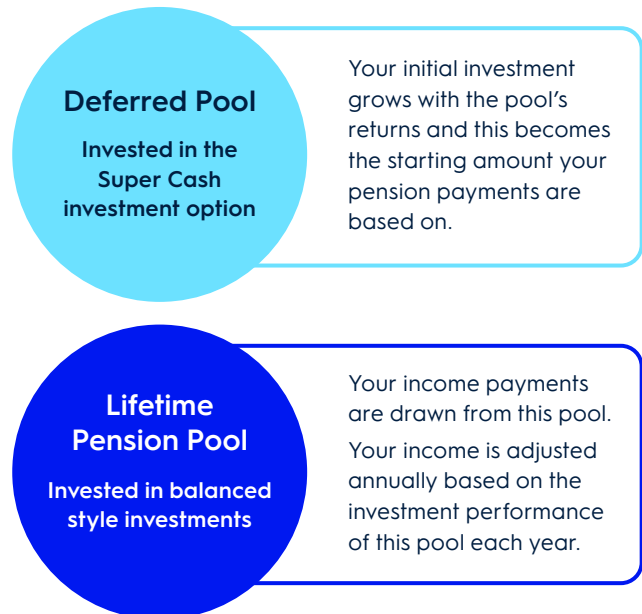 Deferred Pool
Invested in the
Super Cash
investment option
Your initial investment
grows with the pool's
returns and this becomes
the starting amount your
pension payments are
based on.
Lifetime
Pension Pool
Invested in balanced
style investments
Your income payments
are drawn from this pool.
Your income is adjusted
annually based on the
investment performance
of this pool each year.